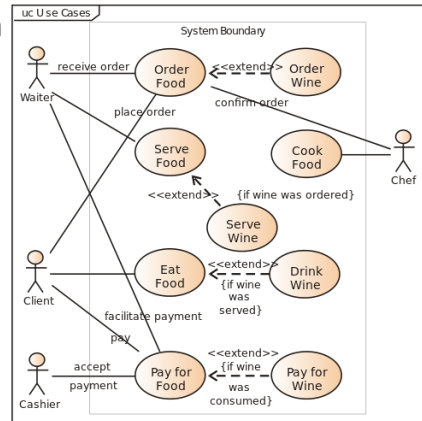 uc Use Cases
System Boundary
receive order
Order
Food
<<extend>>
Order
Wine
Waiter
place order
confirm order
Serve
Food
Cook
Food
Chef
<<extend>>
{if wine was ordered}
Serve
Wine
Client
Eat
Food
<<extend>>
{if wine
was
served}
Drink
Wine
facilitate payment
pay
accept
payment
Cashier
Pay for
Food
<<extend>>
{if wine
was
consumed}
Pay for
Wine